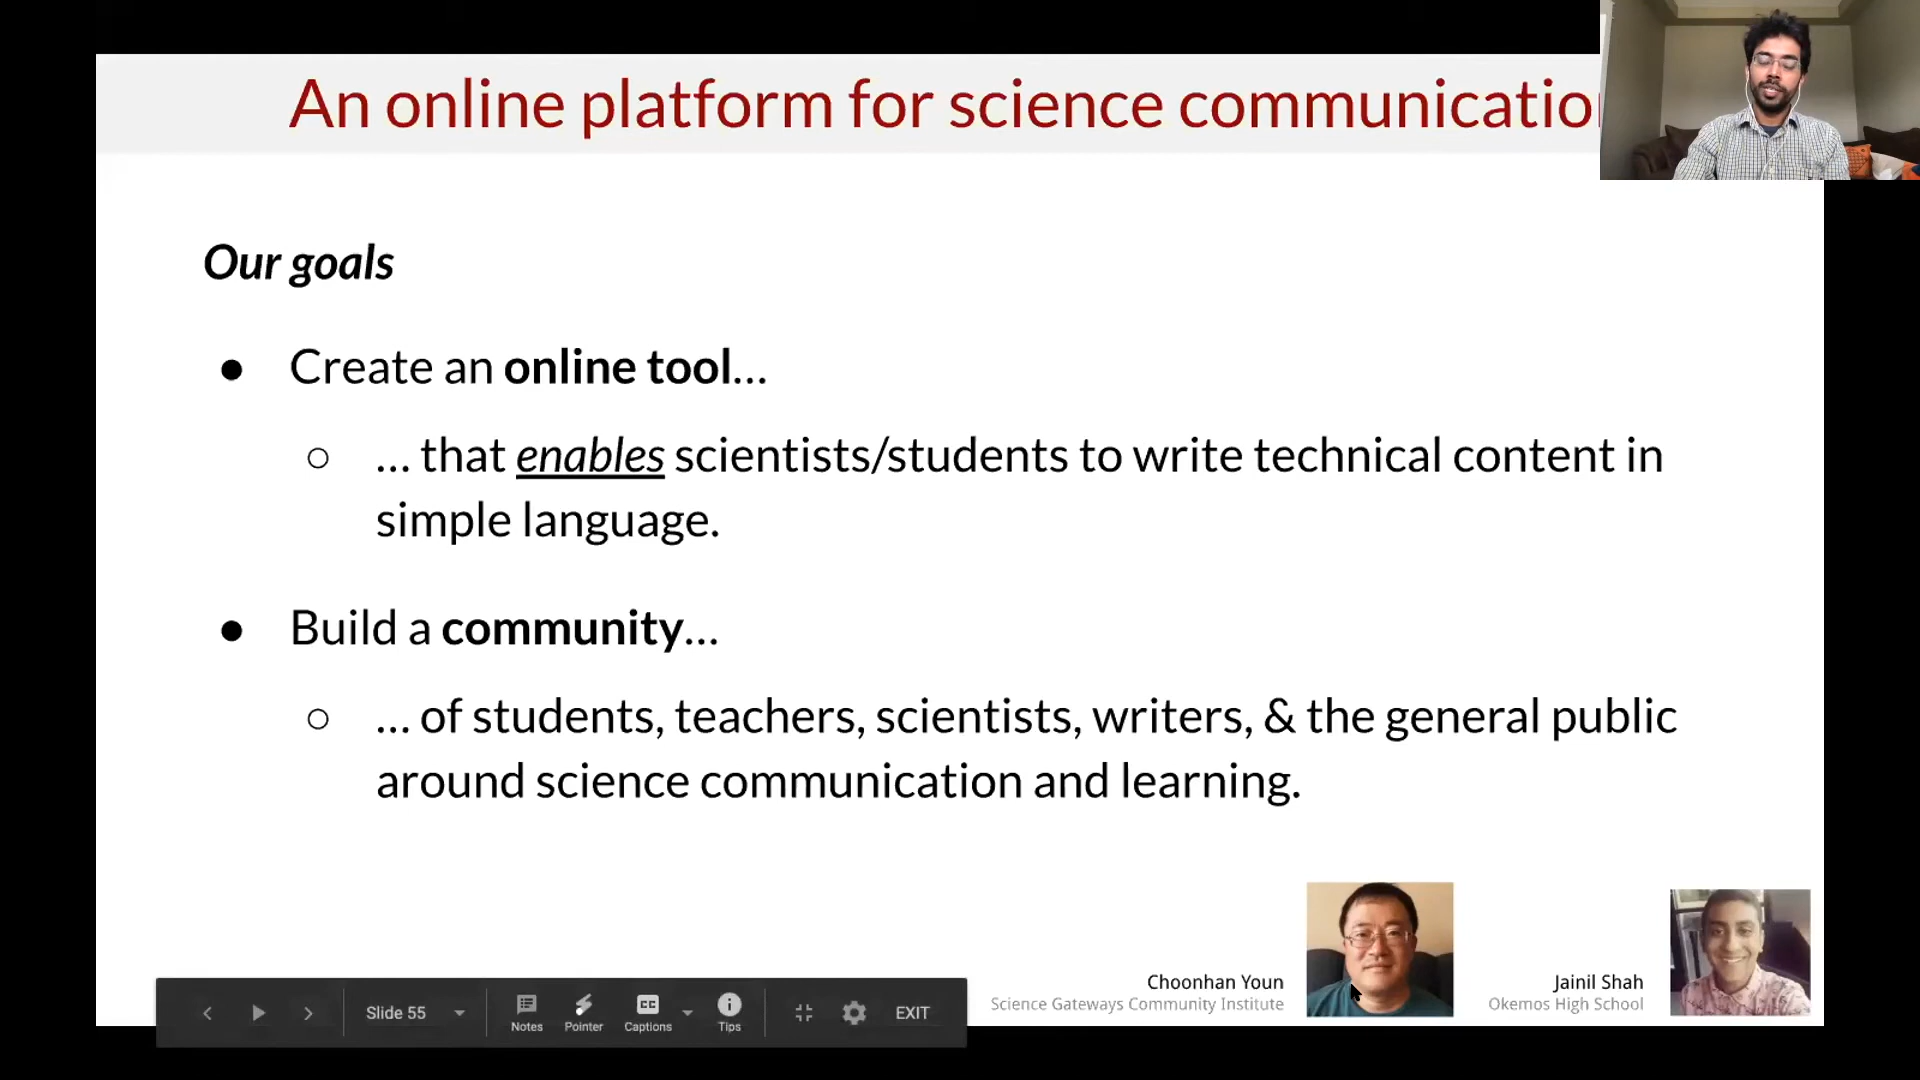 An online platform for science communicatio
Our goals
● Create an online tool...
○ ... that enables scientists/students to write technical content in
simple language.
● Build a community...
○ ... of students, teachers, scientists, writers, & the general public
around science communication and learning.
Choonhan Youn
Science Gateways Community Institute
Jainil Shah
Okemos High School
Slide 55
Notes
Pointer
CC
Captions
Tips
EXIT